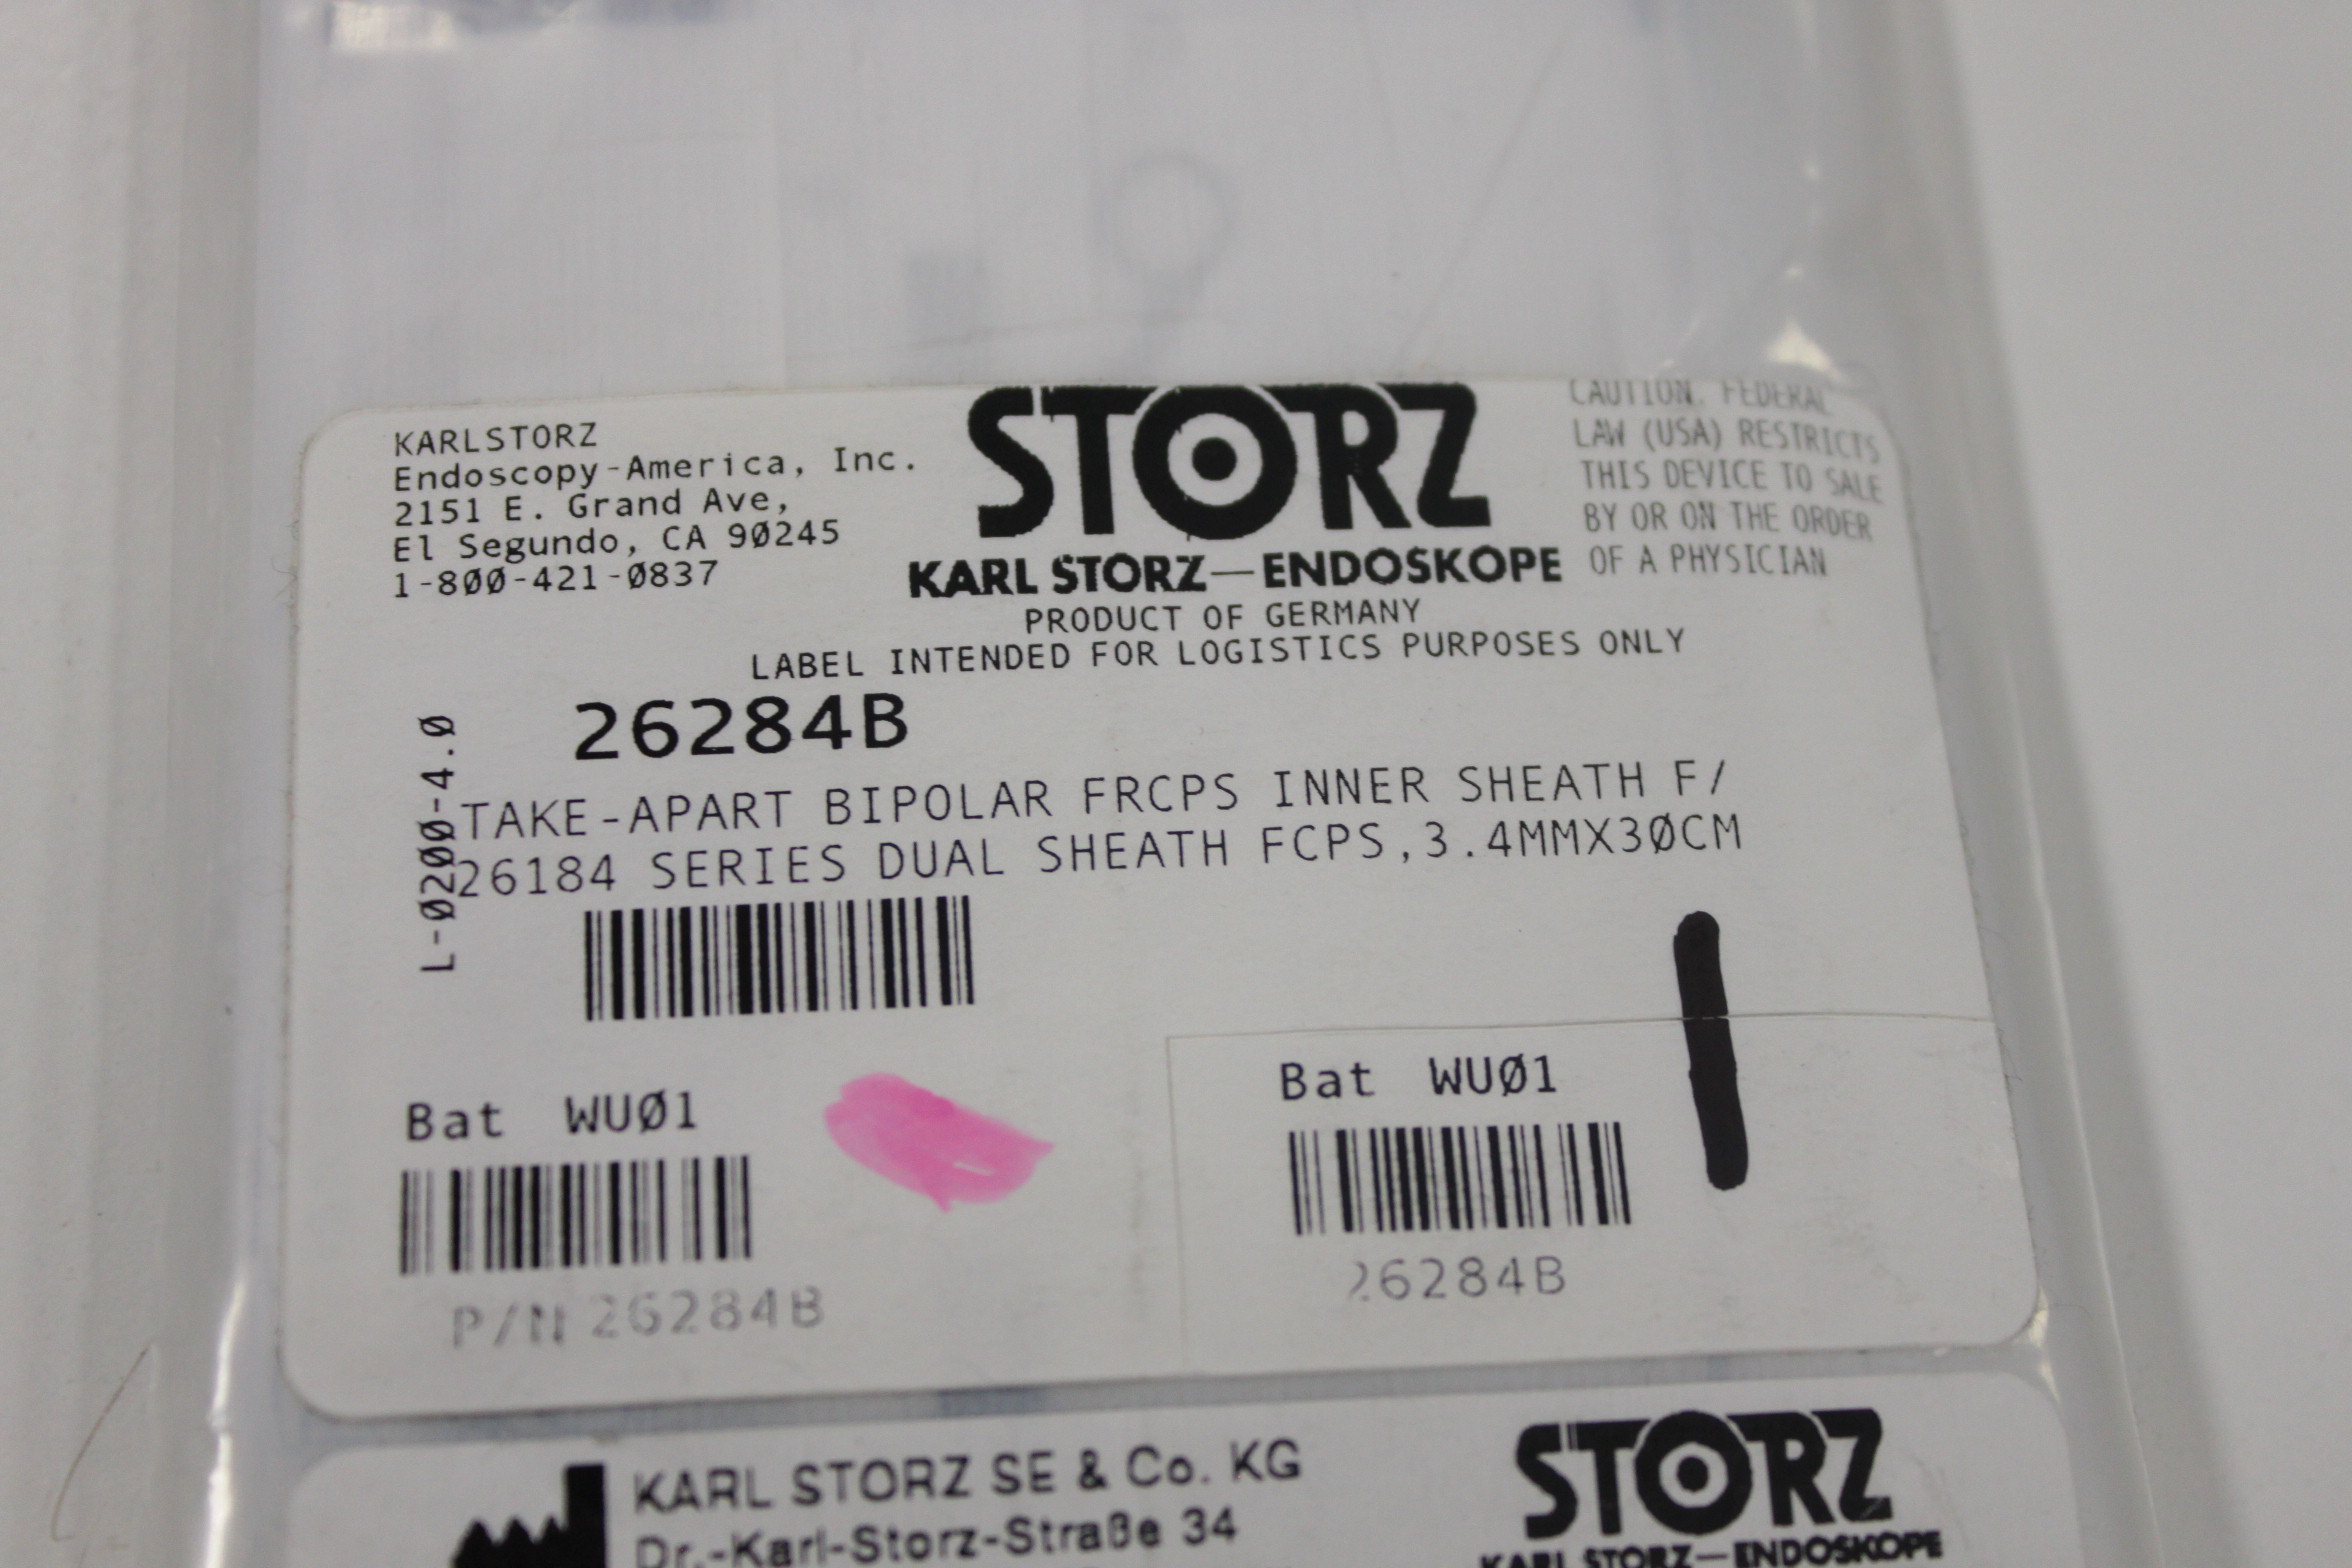 KARLSTORZ
Endoscopy-America, Inc.
2151 E. Grand Ave,
El Segundo, CA 90245
1-800-421-0837
STORZ
KARL STORZ—ENDOSKOPE
CAUTION. FEDERAL
LAW (USA) RESTRICTS
THIS DEVICE TO SALE
BY OR ON THE ORDER
OF A PHYSICIAN
PRODUCT OF GERMANY
LABEL INTENDED FOR LOGISTICS PURPOSES ONLY
26284B
L-0200-4.0
TAKE-APART BIPOLAR FRCPS INNER SHEATH F/
26184 SERIES DUAL SHEATH FCPS,3.4MMX30CM
Bat WU01
P/N 26284B
Bat WU01
26284B
KARL STORZ SE & Co. KG
Dr.-Karl-Storz-Straße 34
STORZ
KARL STORZ—ENDOSKOPE